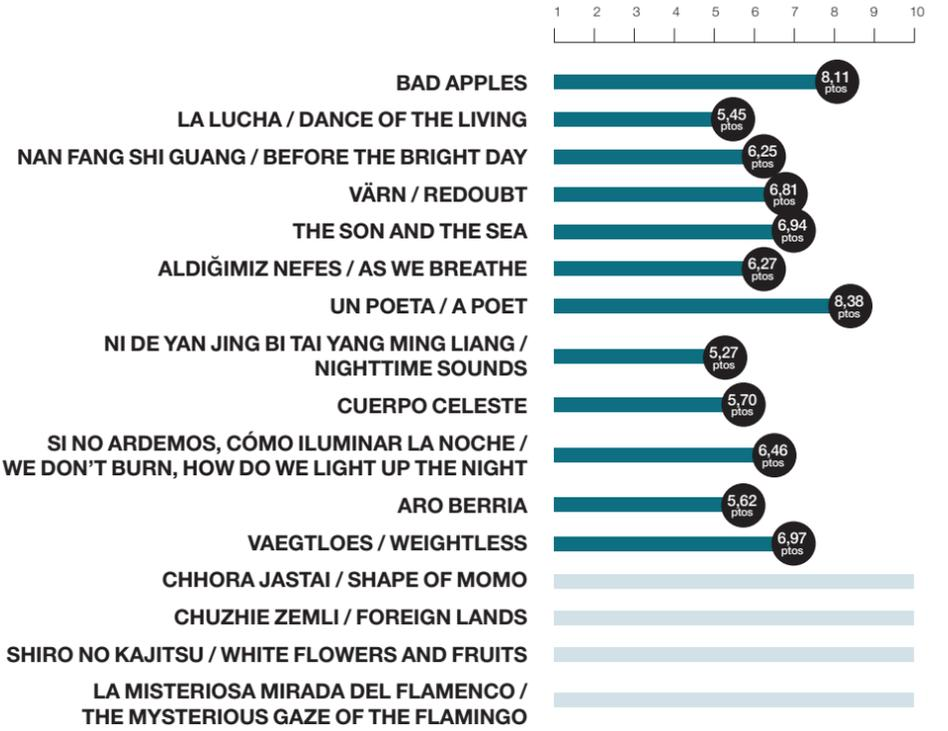 1 2 3 4 5 6 7 8 9 10
BAD APPLES 8,11 ptos
LA LUCHA / DANCE OF THE LIVING 5,45 ptos
NAN FANG SHI GUANG / BEFORE THE BRIGHT DAY 6,25 ptos
VÄRN / REDOUBT 6,81 ptos
THE SON AND THE SEA 6,94 ptos
ALDIĞIMIZ NEFES / AS WE BREATHE 6,27 ptos
UN POETA / A POET 8,38 ptos
NI DE YAN JING BI TAI YANG MING LIANG /
NIGHTTIME SOUNDS 5,27 ptos
CUERPO CELESTE 5,70 ptos
SI NO ARDEMOS, CÓMO ILUMINAR LA NOCHE /
WE DON'T BURN, HOW DO WE LIGHT UP THE NIGHT 6,46 ptos
ARO BERRIA 5,62 ptos
VAEGTLOES / WEIGHTLESS 6,97 ptos
CHHORA JASTAI / SHAPE OF MOMO
CHUZHIE ZEMLI / FOREIGN LANDS
SHIRO NO KAJITSU / WHITE FLOWERS AND FRUITS
LA MISTERIOSA MIRADA DEL FLAMENCO /
THE MYSTERIOUS GAZE OF THE FLAMINGO